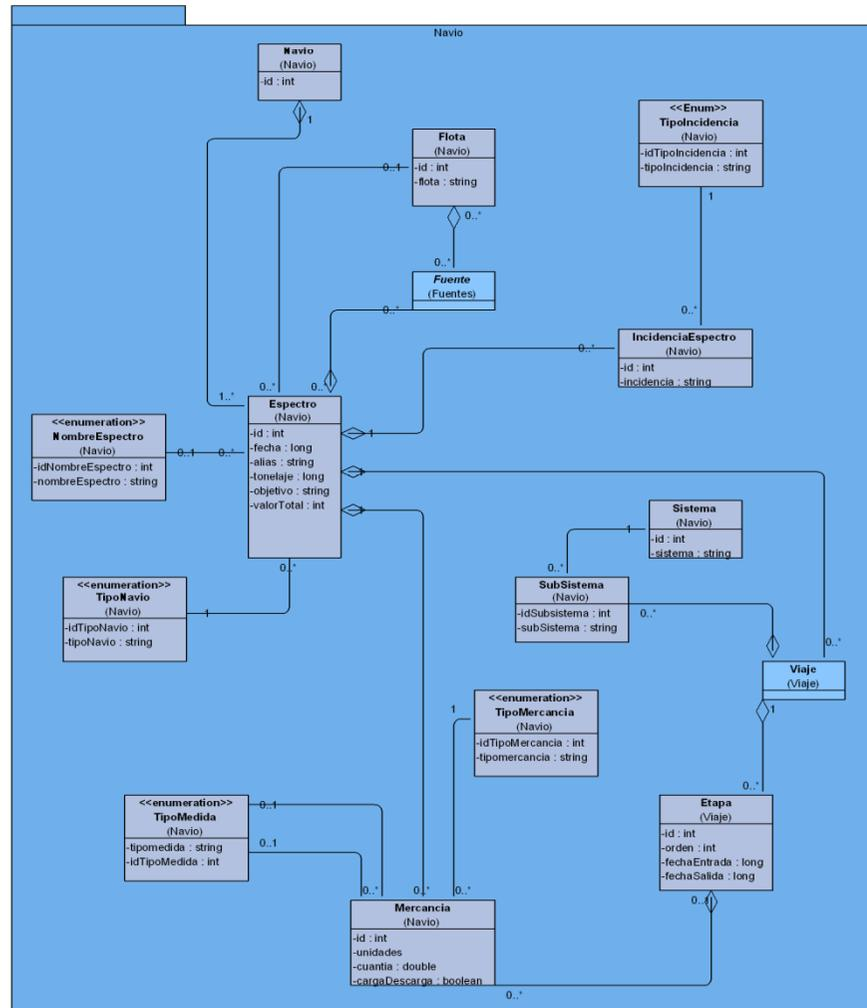 Navio
Navio
(Navio)
-id : int
1
Flota
(Navio)
-id : int
-flota : string
0..1
0..*
<<Enum>>
TipoIncidencia
(Navio)
-idTipoIncidencia : int
-tipoIncidencia : string
1
0..*
Fuente
(Fuentes)
0..*
0..*
IncidenciaEspectro
(Navio)
-id : int
-incidencia : string
0..*
1..*
0..*
0..*
Espectro
(Navio)
-id : int
-fecha : long
-alias : string
-tonelaje : long
-objetivo : string
-valorTotal : int
1
1
1
0..*
<<enumeration>>
NombreEspectro
(Navio)
-idNombreEspectro : int
-nombreEspectro : string
0..1
0..*
Sistema
(Navio)
-id : int
-sistema : string
1
0..*
SubSistema
(Navio)
-idSubsistema : int
-subSistema : string
0..*
0..*
<<enumeration>>
TipoNavio
(Navio)
-idTipoNavio : int
-tipoNavio : string
1
Viaje
(Viaje)
1
0..*
<<enumeration>>
TipoMercancia
(Navio)
-idTipoMercancia : int
-tipomercancia : string
1
<<enumeration>>
TipoMedida
(Navio)
-tipomedida : string
-idTipoMedida : int
0..1
0..1
Etapa
(Viaje)
-id : int
-orden : int
-fechaEntrada : long
-fechaSalida : long
0..*
0..*
0..*
Mercancia
(Navio)
-id : int
-unidades
-cuantia : double
-cargaDescarga : boolean
0..*